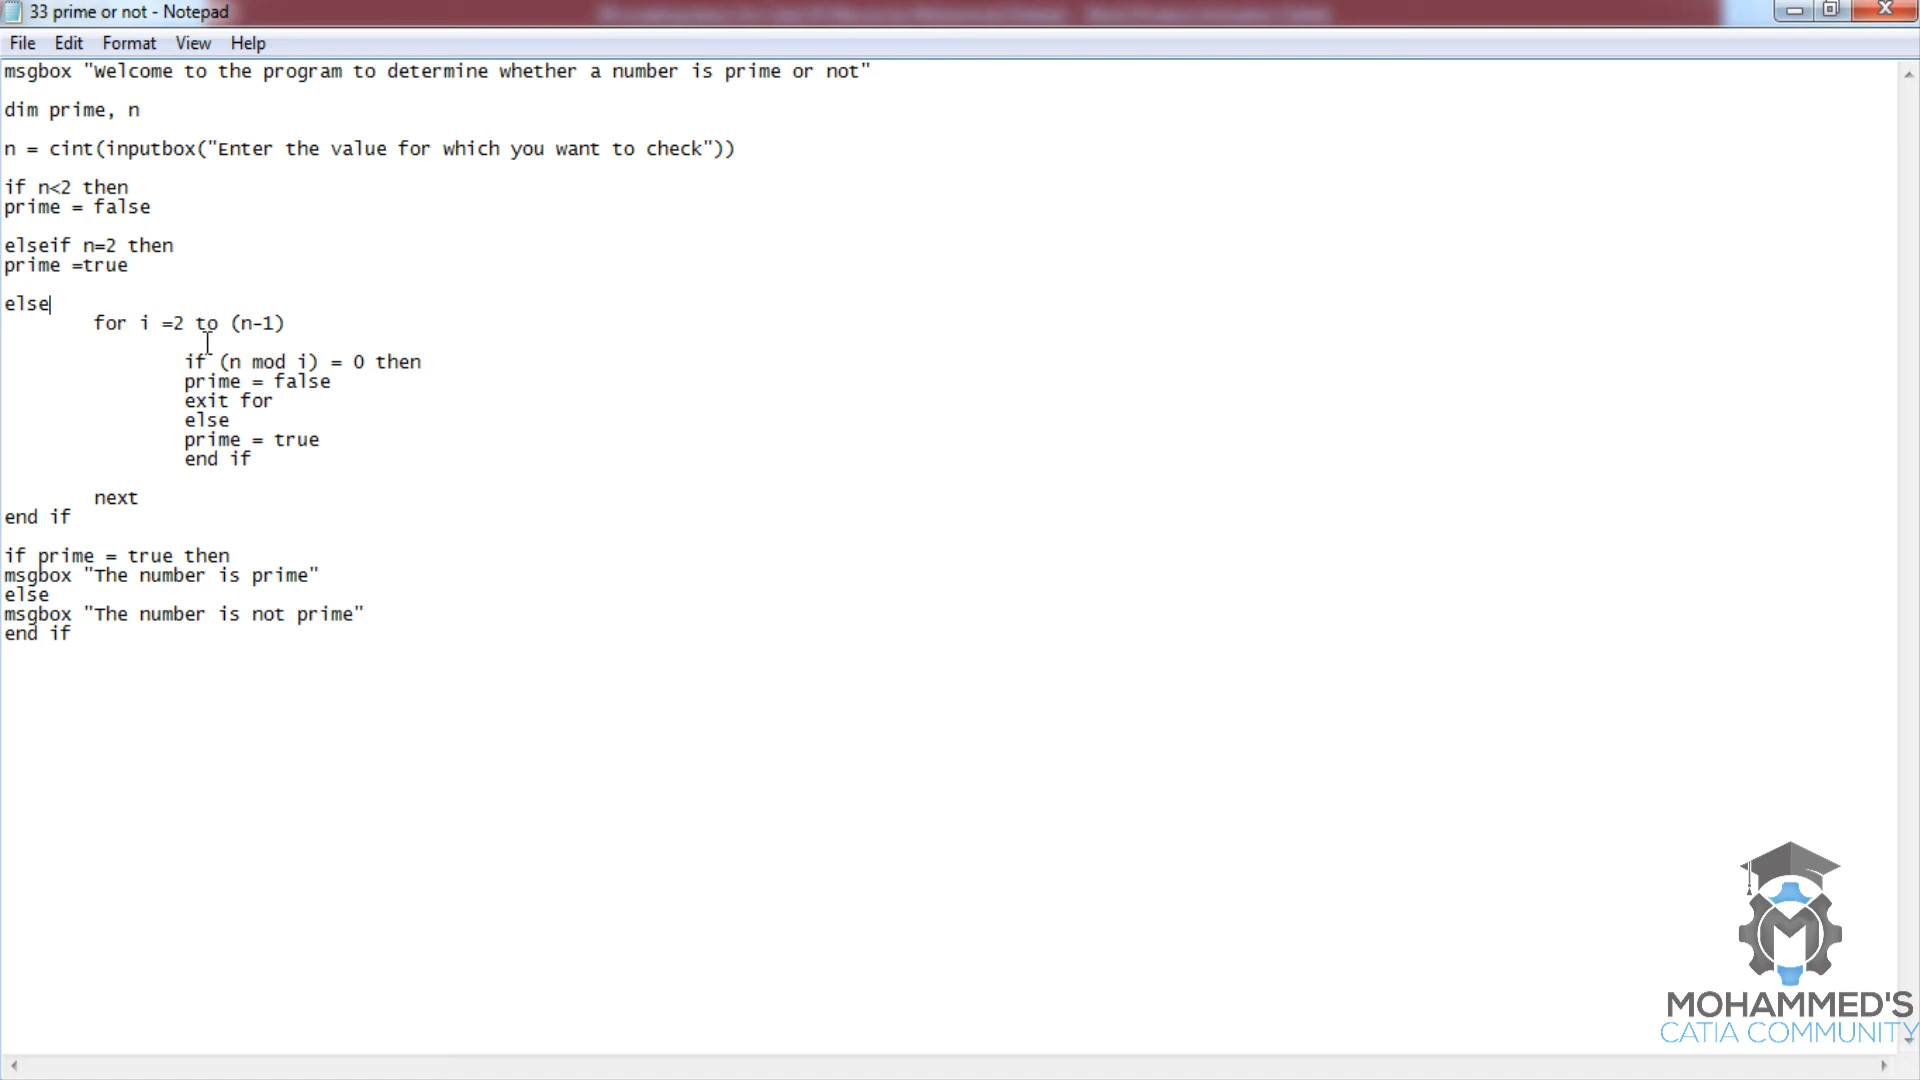 33 prime or not - Notepad
File Edit Format View Help
msgbox "Welcome to the program to determine whether a number is prime or not"
dim prime, n
n = cint(inputbox("Enter the value for which you want to check"))
if n<2 then
prime = false
elseif n=2 then
prime =true
else
for i =2 to (n-1)
if (n mod i) = 0 then
prime = false
exit for
else
prime = true
end if
next
end if
if prime = true then
msgbox "The number is prime"
else
msgbox "The number is not prime"
end if
MOHAMMED'S
CATIA COMMUNITY